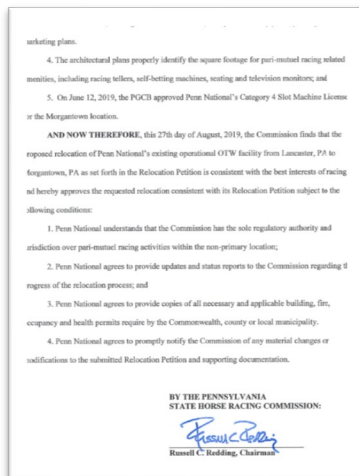 arketing plans.
4. The architectural plans properly identify the square footage for pari-mutuel racing related
menities, including racing tellers, self-betting machines, seating and television monitors; and
5. On June 12, 2019, the PGCB approved Penn National's Category 4 Slot Machine License
or the Morgantown location.
AND NOW THEREFORE, this 27th day of August, 2019, the Commission finds that the
roposed relocation of Penn National's existing operational OTW facility from Lancaster, PA to
Morgantown, PA as set forth in the Relocation Petition is consistent with the best interests of racing
nd hereby approves the requested relocation consistent with its Relocation Petition subject to the
ollowing conditions:
1. Penn National understands that the Commission has the sole regulatory authority and
urisdiction over pari-mutuel racing activities within the non-primary location;
2. Penn National agrees to provide updates and status reports to the Commission regarding t
rogress of the relocation process; and
3. Penn National agrees to provide copies of all necessary and applicable building, fire,
ccupancy and health permits require by the Commonwealth, county or local municipality.
4. Penn National agrees to promptly notify the Commission of any material changes or
modifications to the submitted Relocation Petition and supporting documentation.
BY THE PENNSYLVANIA
STATE HORSE RACING COMMISSION:
Russell C. Redding
Russell C. Redding, Chairman